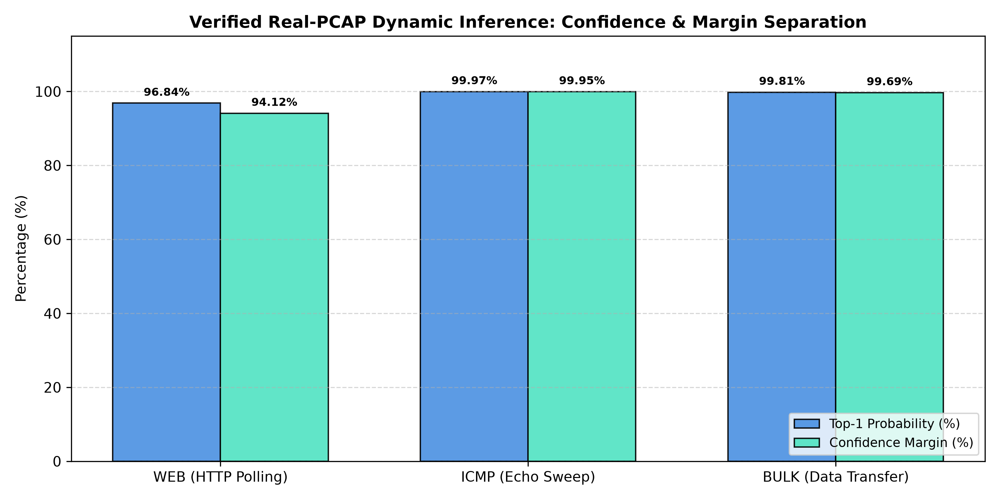 Verified Real-PCAP Dynamic Inference: Confidence & Margin Separation
Percentage (%)
100
80
60
40
20
0
96.84%
94.12%
99.97%
99.95%
99.81%
99.69%
WEB (HTTP Polling)
ICMP (Echo Sweep)
BULK (Data Transfer)
Top-1 Probability (%)
Confidence Margin (%)